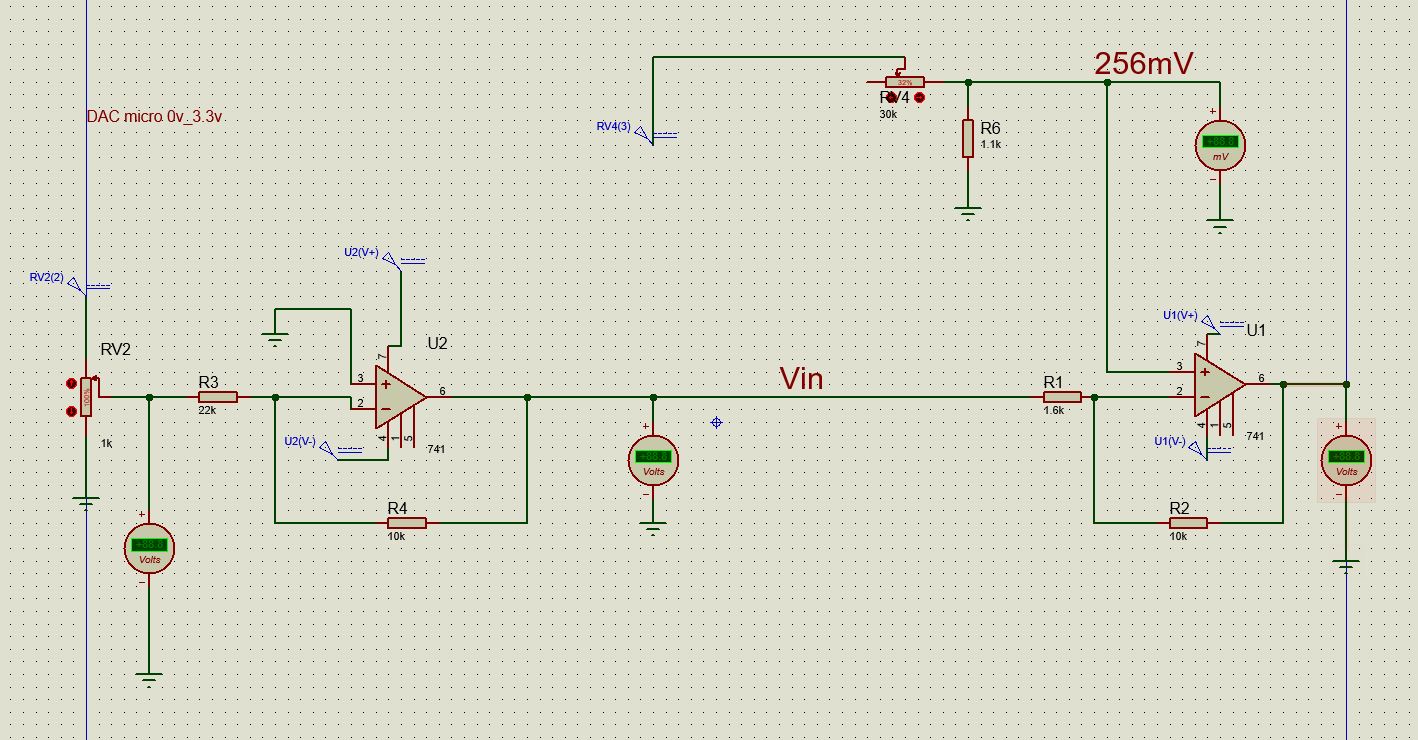 256mV
32%
RV4
30k
DAC micro 0v_3.3v
RV4(3)
R6
1.1k
+88.8
mV
U2(V+)
RV2(2)
U1(V+)
U1
RV2
100%
1k
R3
22k
U2
3
2
7
6
4
1
5
741
U2(V-)
Vin
R1
1.6k
3
2
7
6
4
1
5
741
U1(V-)
+88.8
Volts
+88.8
Volts
R4
10k
R2
10k
+88.8
Volts